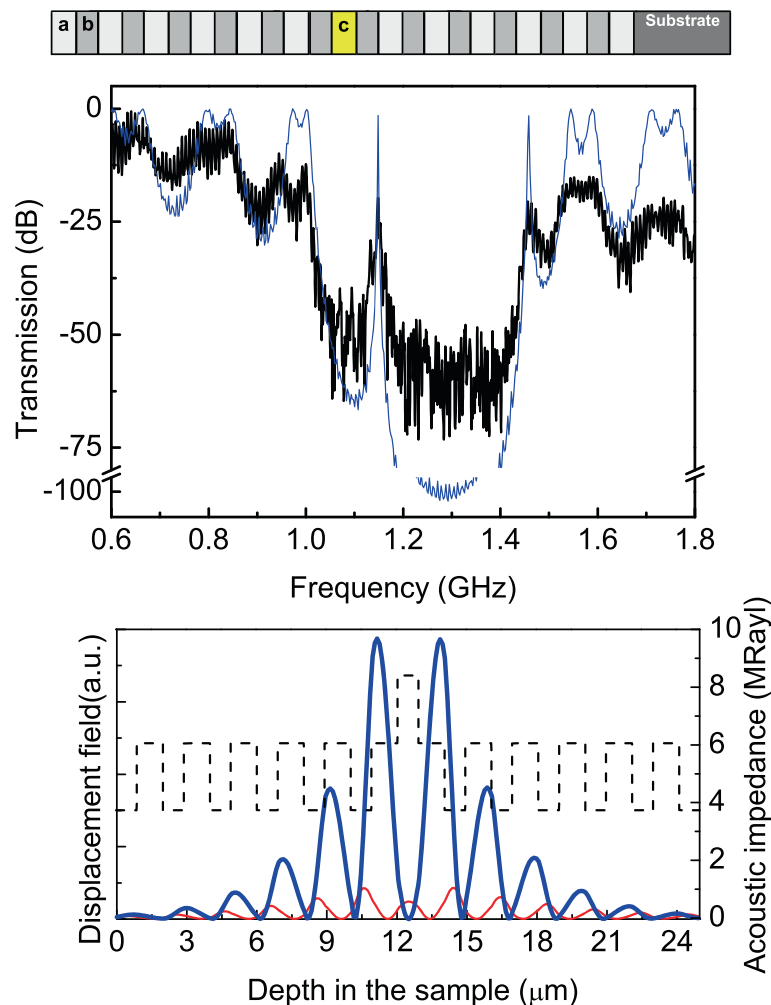 a b c Substrate
0
-25
-50
-75
-100
Transmission (dB)
0.6 0.8 1.0 1.2 1.4 1.6 1.8
Frequency (GHz)
Displacement field(a.u.)
10
8
6
4
2
0
Acoustic impedance (MRayl)
0 3 6 9 12 15 18 21 24
Depth in the sample (μm)